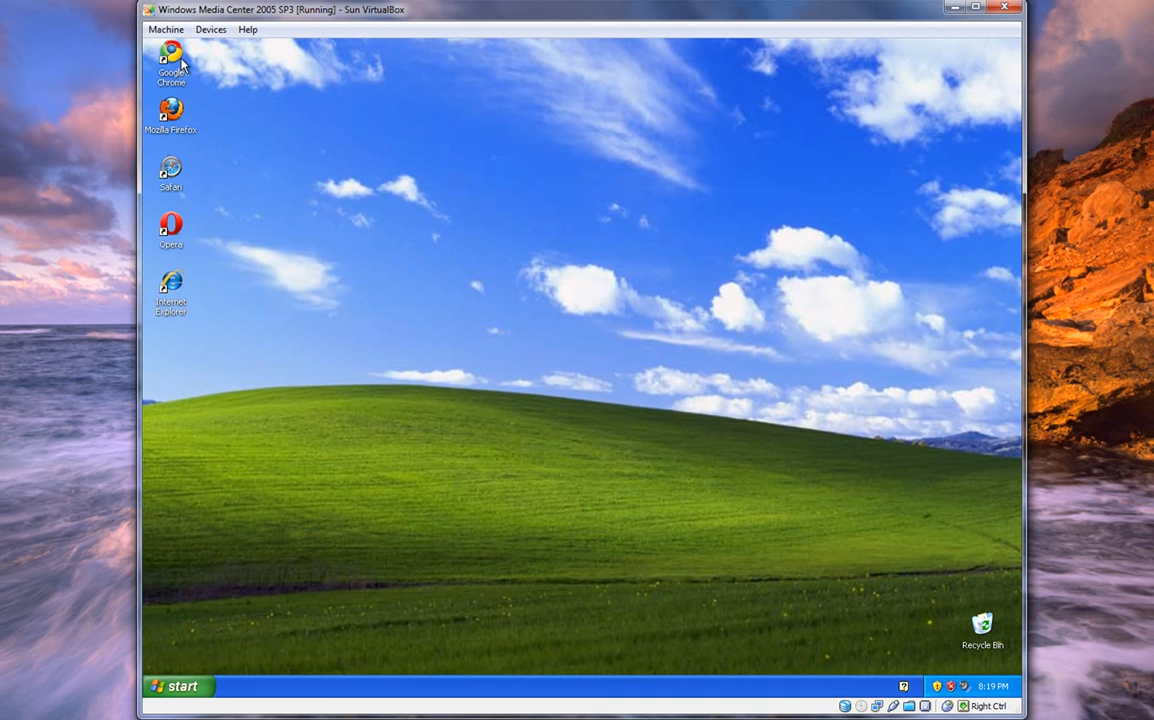 Windows Media Center 2005 SP3 [Running] - Sun VirtualBox
Machine Devices Help
Google
Chrome
Mozilla Firefox
Safari
Opera
Internet
Explorer
Recycle Bin
start
8:19 PM
Right Ctrl